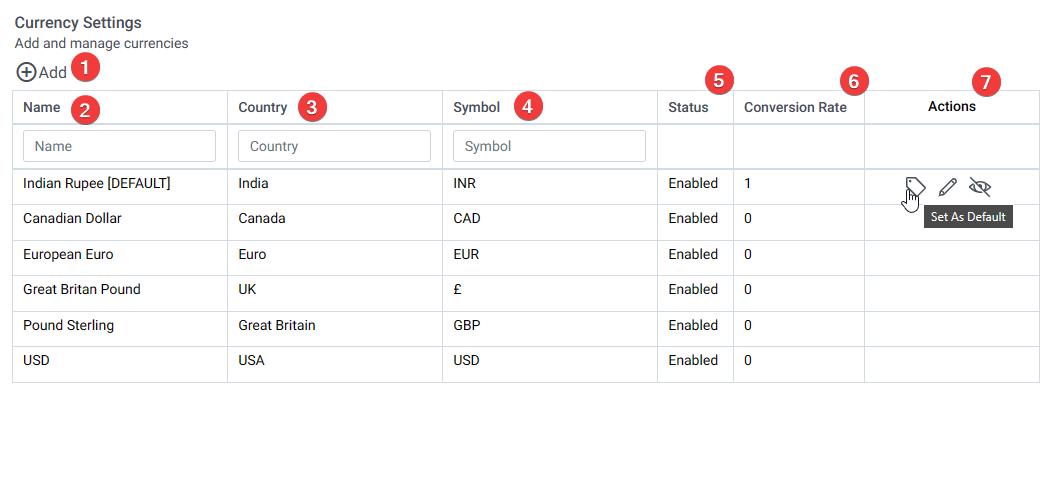 Currency Settings
Add and manage currencies
Add 1
Name 2 Country 3 Symbol 4 Status 5 Conversion Rate 6 Actions 7
Name Country Symbol
Indian Rupee [DEFAULT] India INR Enabled 1
Canadian Dollar Canada CAD Enabled 0
Set As Default
European Euro Euro EUR Enabled 0
Great Britan Pound UK £ Enabled 0
Pound Sterling Great Britain GBP Enabled 0
USD USA USD Enabled 0